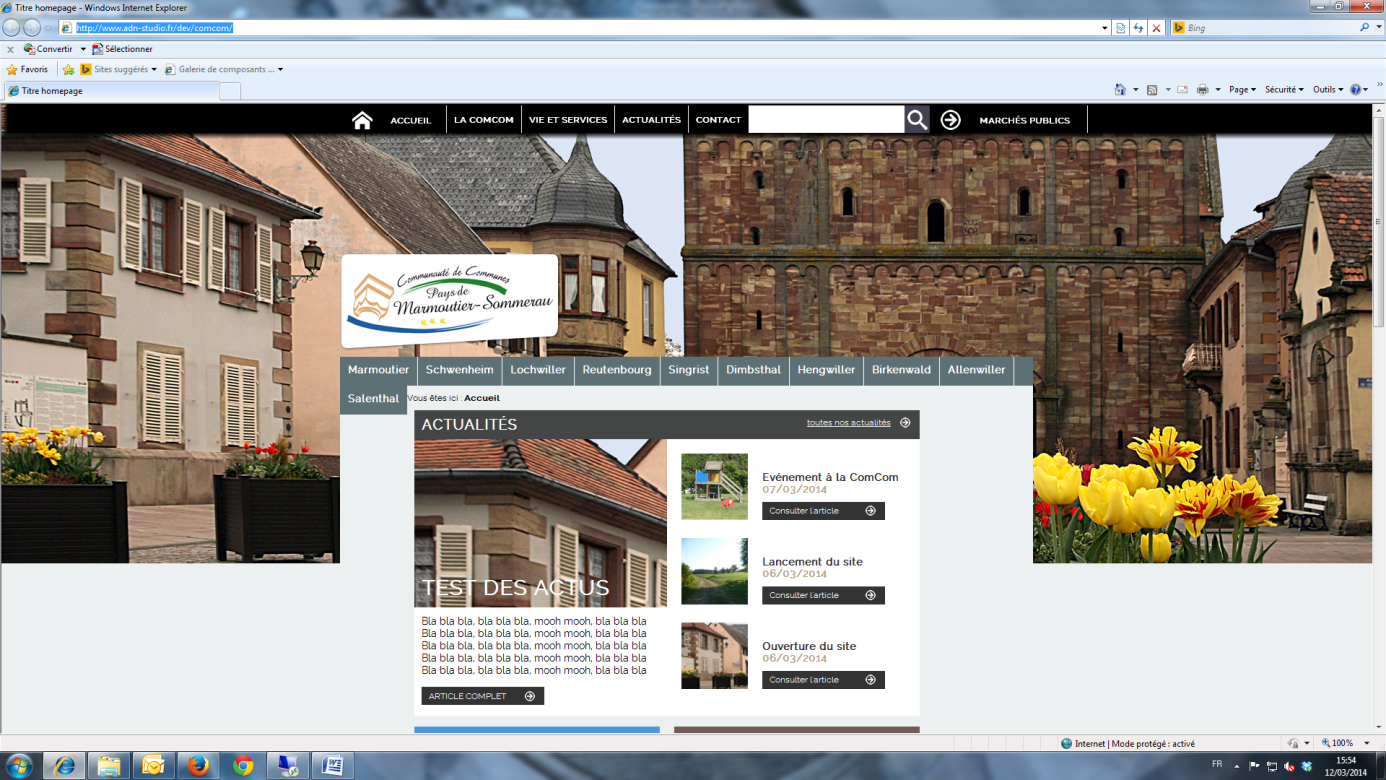 Titre homepage - Windows Internet Explorer
http://www.adn-studio.fr/dev/comcom/
Bing
x Convertir Sélectionner
Favoris Sites suggérés Galerie de composants ...
Titre homepage
Page Sécurité Outils
ACCUEIL LA COMCOM VIE ET SERVICES ACTUALITÉS CONTACT MARCHÉS PUBLICS
Communauté de Communes
Pays de
Marmoutier-Sommerau
Marmoutier Schwenheim Lochwiller Reutenbourg Singrist Dimbsthal Hengwiller Birkenwald Allenwiller
Salenthal
Vous êtes ici : Accueil
ACTUALITÉS
toutes nos actualités
TEST DES ACTUS
Bla bla bla, bla bla bla, mooh mooh, bla bla bla
Bla bla bla, bla bla bla, mooh mooh, bla bla bla
Bla bla bla, bla bla bla, mooh mooh, bla bla bla
Bla bla bla, bla bla bla, mooh mooh, bla bla bla
Bla bla bla, bla bla bla, mooh mooh, bla bla bla
ARTICLE COMPLET
Evénement à la ComCom
07/03/2014
Consulter l'article
Lancement du site
06/03/2014
Consulter l'article
Ouverture du site
06/03/2014
Consulter l'article
Internet | Mode protégé : activé
100%
FR
15:54
12/03/2014